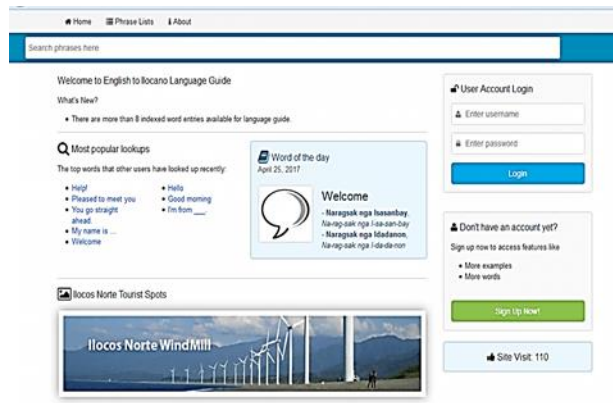 Home Phrase Lists About
Search phrases here
Welcome to English to Ilocano Language Guide
What's New?
There are more than 8 indexed word entries available for language guide.
Most popular lookups
The top words that other users have looked up recently:
Help!
Pleased to meet you
You go straight
ahead.
My name is ...
Welcome
Hello
Good morning
I'm from ___.
Word of the day
April 25, 2017
Welcome
- Naragsak nga Isasanbay,
Na-rag-sak nga I-sa-san-bay
- Naragsak nga Idadanon,
Na-rag-sak nga I-da-da-non
Ilocos Norte Tourist Spots
Ilocos Norte WindMill
User Account Login
Enter username
Enter password
Login
Don't have an account yet?
Sign up now to access features like
More examples
More words
Sign Up Now!
Site Visit: 110